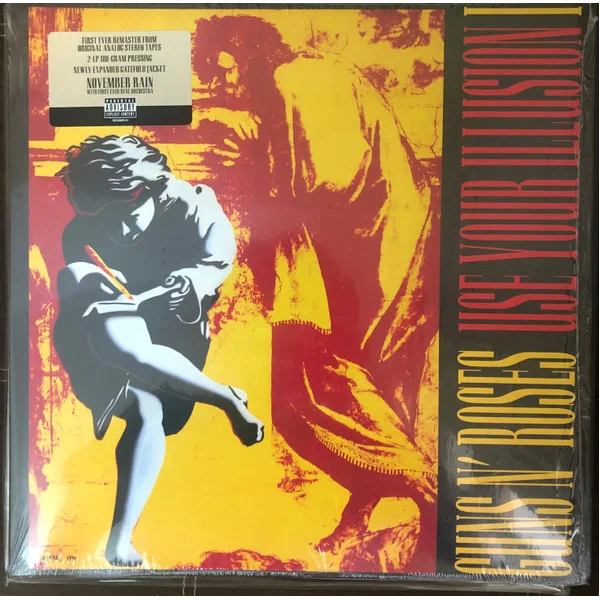 FIRST EVER REMASTER FROM
ORIGINAL ANALOG STEREO TAPES
2-LP 180-GRAM PRESSING
NEWLY EXPANDED GATEFOLD JACKET
NOVEMBER RAIN
WITH FIRST EVER REAL ORCHESTRA
PARENTAL
ADVISORY
EXPLICIT CONTENT
GUNS N' ROSES USE YOUR ILLUSION I